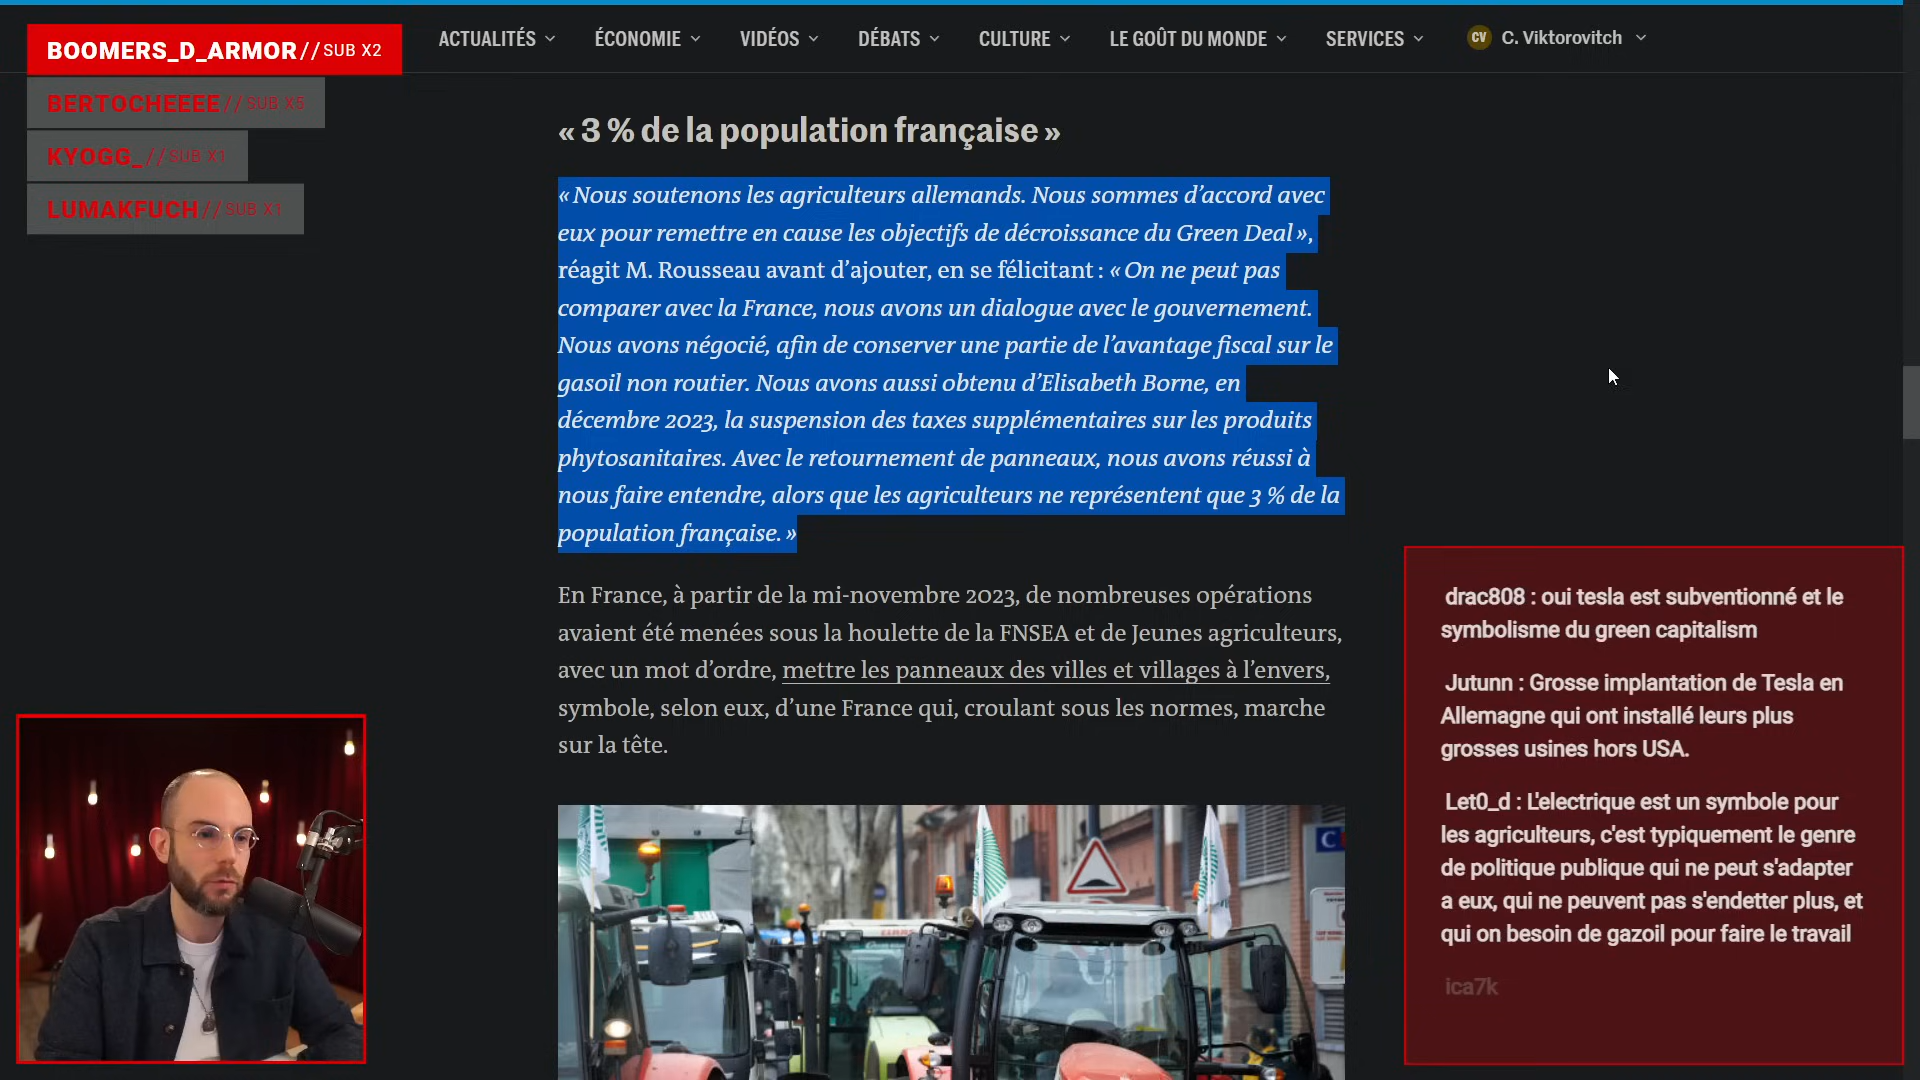 BOOMERS_D_ARMOR // SUB X2
BERTOCHEEEE // SUB X5
KYOGG_ // SUB X1
LUMAKFUCH // SUB X1
ACTUALITÉS ÉCONOMIE VIDÉOS DÉBATS CULTURE LE GOÛT DU MONDE SERVICES CV C. Viktorovitch
« 3 % de la population française »
« Nous soutenons les agriculteurs allemands. Nous sommes d’accord avec
eux pour remettre en cause les objectifs de décroissance du Green Deal »,
réagit M. Rousseau avant d’ajouter, en se félicitant : « On ne peut pas
comparer avec la France, nous avons un dialogue avec le gouvernement.
Nous avons négocié, afin de conserver une partie de l’avantage fiscal sur le
gasoil non routier. Nous avons aussi obtenu d’Elisabeth Borne, en
décembre 2023, la suspension des taxes supplémentaires sur les produits
phytosanitaires. Avec le retournement de panneaux, nous avons réussi à
nous faire entendre, alors que les agriculteurs ne représentent que 3 % de la
population française. »
En France, à partir de la mi-novembre 2023, de nombreuses opérations
avaient été menées sous la houlette de la FNSEA et de Jeunes agriculteurs,
avec un mot d’ordre, mettre les panneaux des villes et villages à l’envers,
symbole, selon eux, d’une France qui, croulant sous les normes, marche
sur la tête.
drac808 : oui tesla est subventionné et le
symbolisme du green capitalism
Jutunn : Grosse implantation de Tesla en
Allemagne qui ont installé leurs plus
grosses usines hors USA.
Let0_d : L'electrique est un symbole pour
les agriculteurs, c'est typiquement le genre
de politique publique qui ne peut s'adapter
a eux, qui ne peuvent pas s'endetter plus, et
qui on besoin de gazoil pour faire le travail
ica7k
CLAAS
C